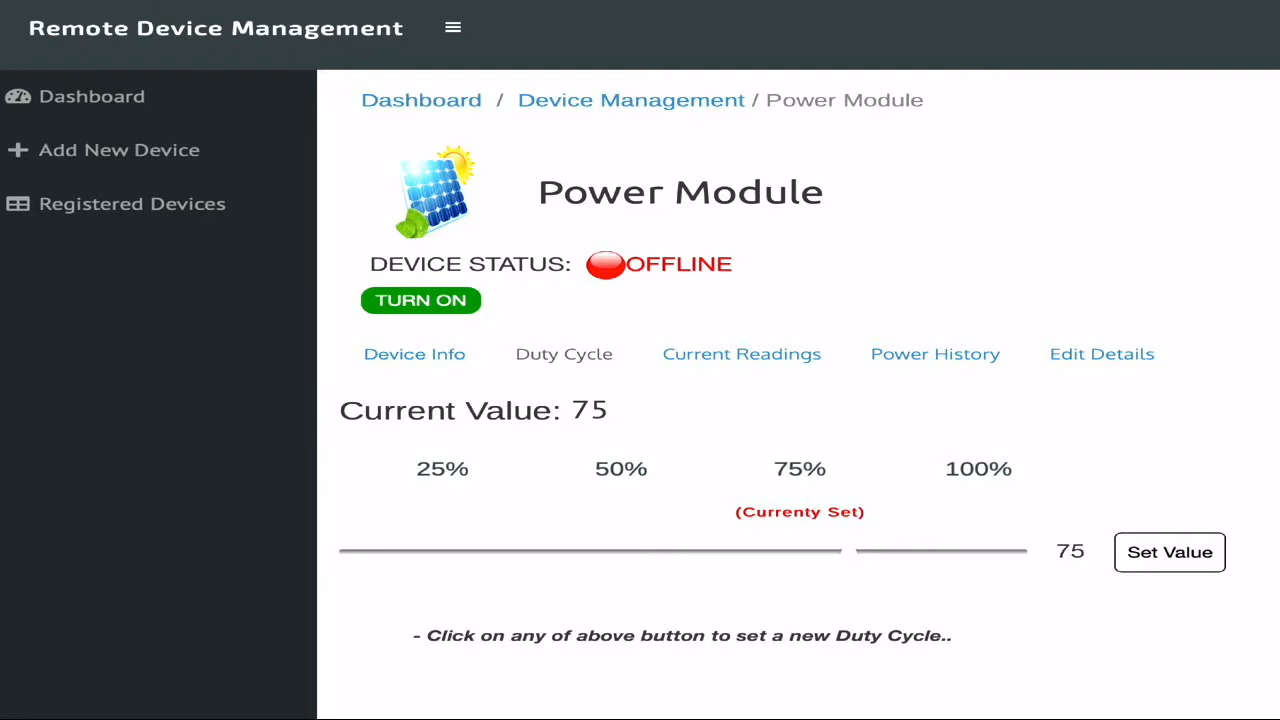 Remote Device Management
Dashboard
Add New Device
Registered Devices
Dashboard / Device Management / Power Module
Power Module
DEVICE STATUS: OFFLINE
TURN ON
Device Info Duty Cycle Current Readings Power History Edit Details
Current Value: 75
25% 50% 75% 100%
(Currenty Set)
75 Set Value
- Click on any of above button to set a new Duty Cycle..